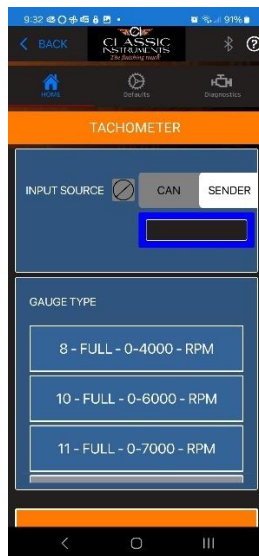 9:32
91%
BACK
CI
CLASSIC
INSTRUMENTS
The finishing touch
?
HOME
Defaults
Diagnostics
TACHOMETER
INPUT SOURCE
CAN
SENDER
GAUGE TYPE
8 - FULL - 0-4000 - RPM
10 - FULL - 0-6000 - RPM
11 - FULL - 0-7000 - RPM